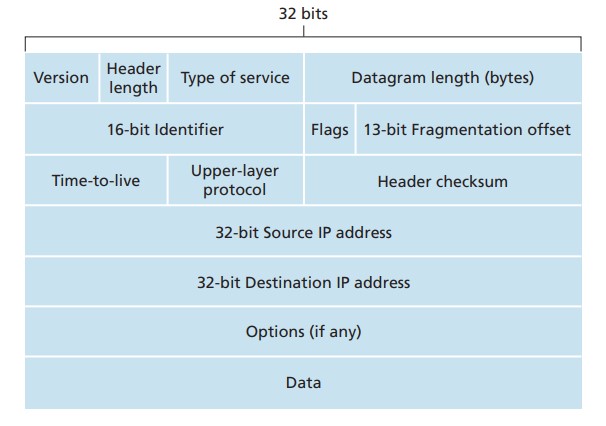 32 bits
Version
Header
length
Type of service
Datagram length (bytes)
16-bit Identifier
Flags
13-bit Fragmentation offset
Time-to-live
Upper-layer
protocol
Header checksum
32-bit Source IP address
32-bit Destination IP address
Options (if any)
Data